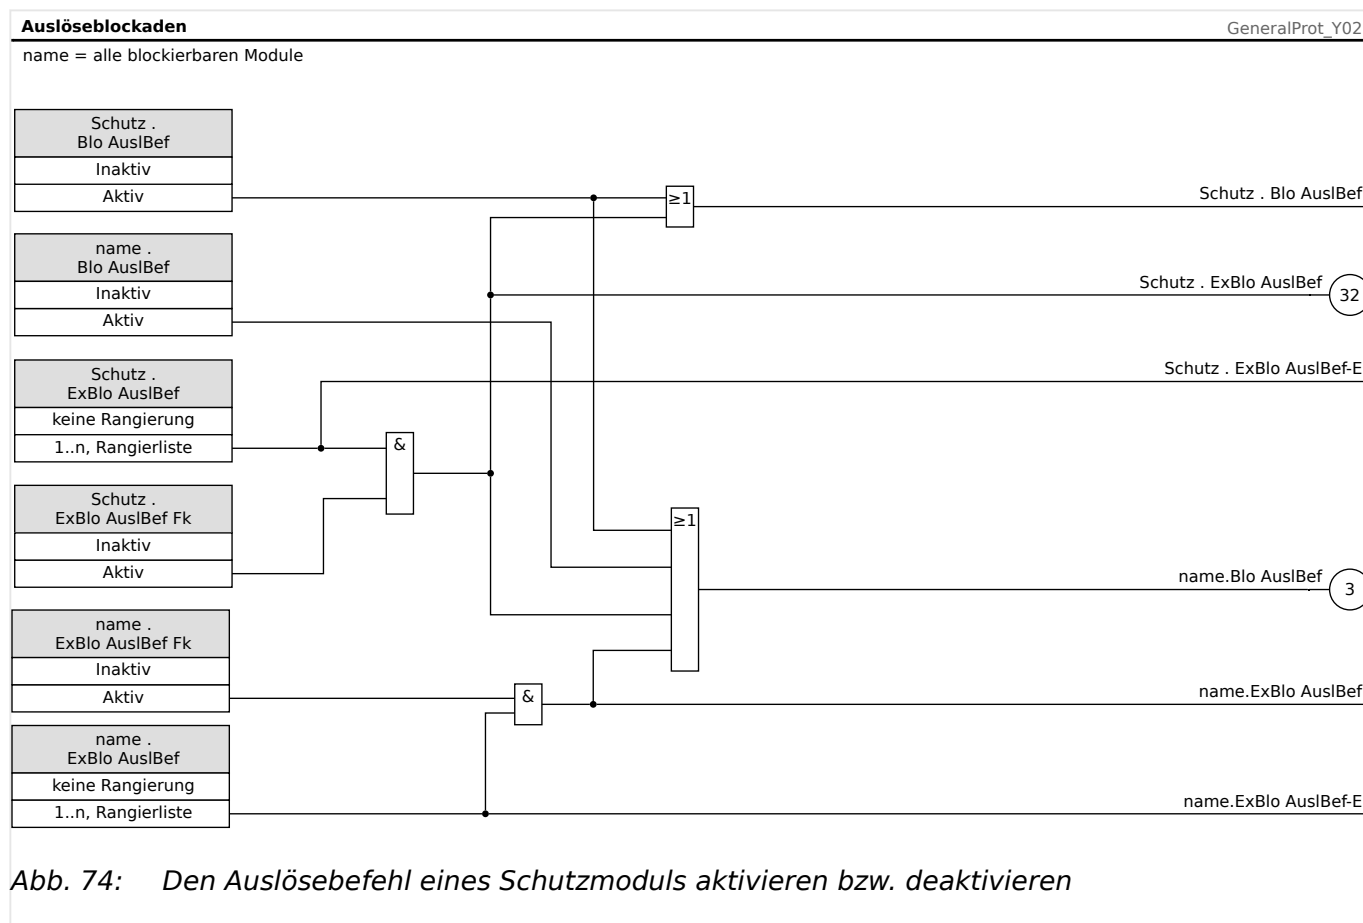 Auslöseblockaden
GeneralProt_Y02
name = alle blockierbaren Module
Schutz .
Blo AuslBef
Inaktiv
Aktiv
≥1
Schutz . Blo AuslBef
name .
Blo AuslBef
Inaktiv
Aktiv
Schutz . ExBlo AuslBef
32
Schutz .
ExBlo AuslBef
keine Rangierung
1..n, Rangierliste
&
Schutz . ExBlo AuslBef-E
Schutz .
ExBlo AuslBef Fk
Inaktiv
Aktiv
≥1
name.Blo AuslBef
3
name .
ExBlo AuslBef Fk
Inaktiv
Aktiv
&
name.ExBlo AuslBef
name .
ExBlo AuslBef
keine Rangierung
1..n, Rangierliste
name.ExBlo AuslBef-E
Abb. 74: Den Auslösebefehl eines Schutzmoduls aktivieren bzw. deaktivieren